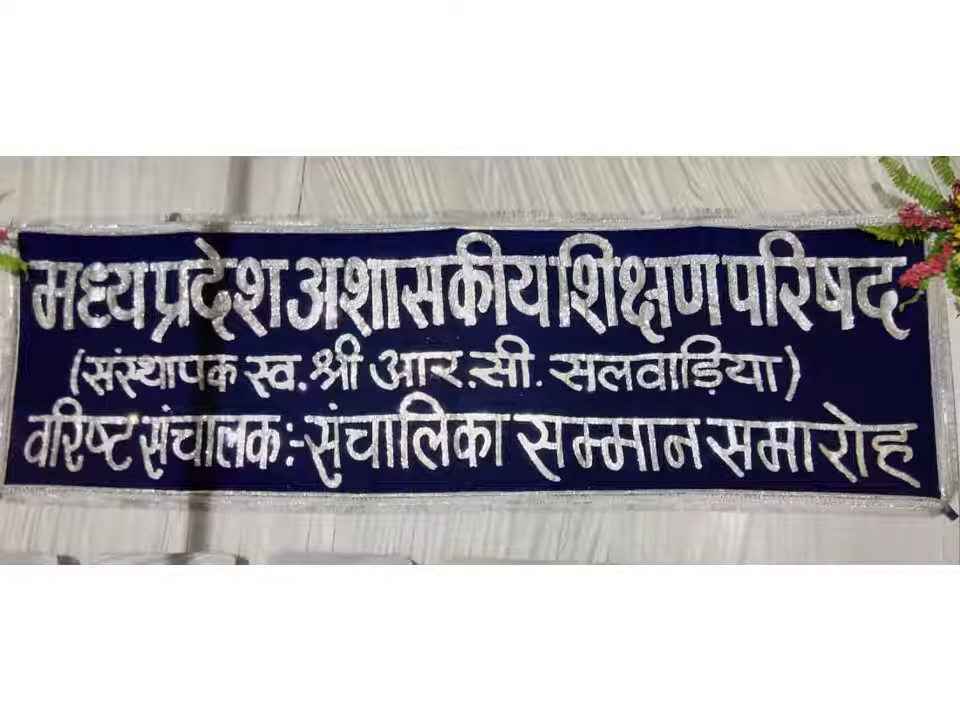 मध्यप्रदेश अशासकीय शिक्षण परिषद
(संस्थापक स्व. श्री आर.सी. सलवाड़िया)
वरिष्ट संचालक:-संचालिका सम्मान समारोह